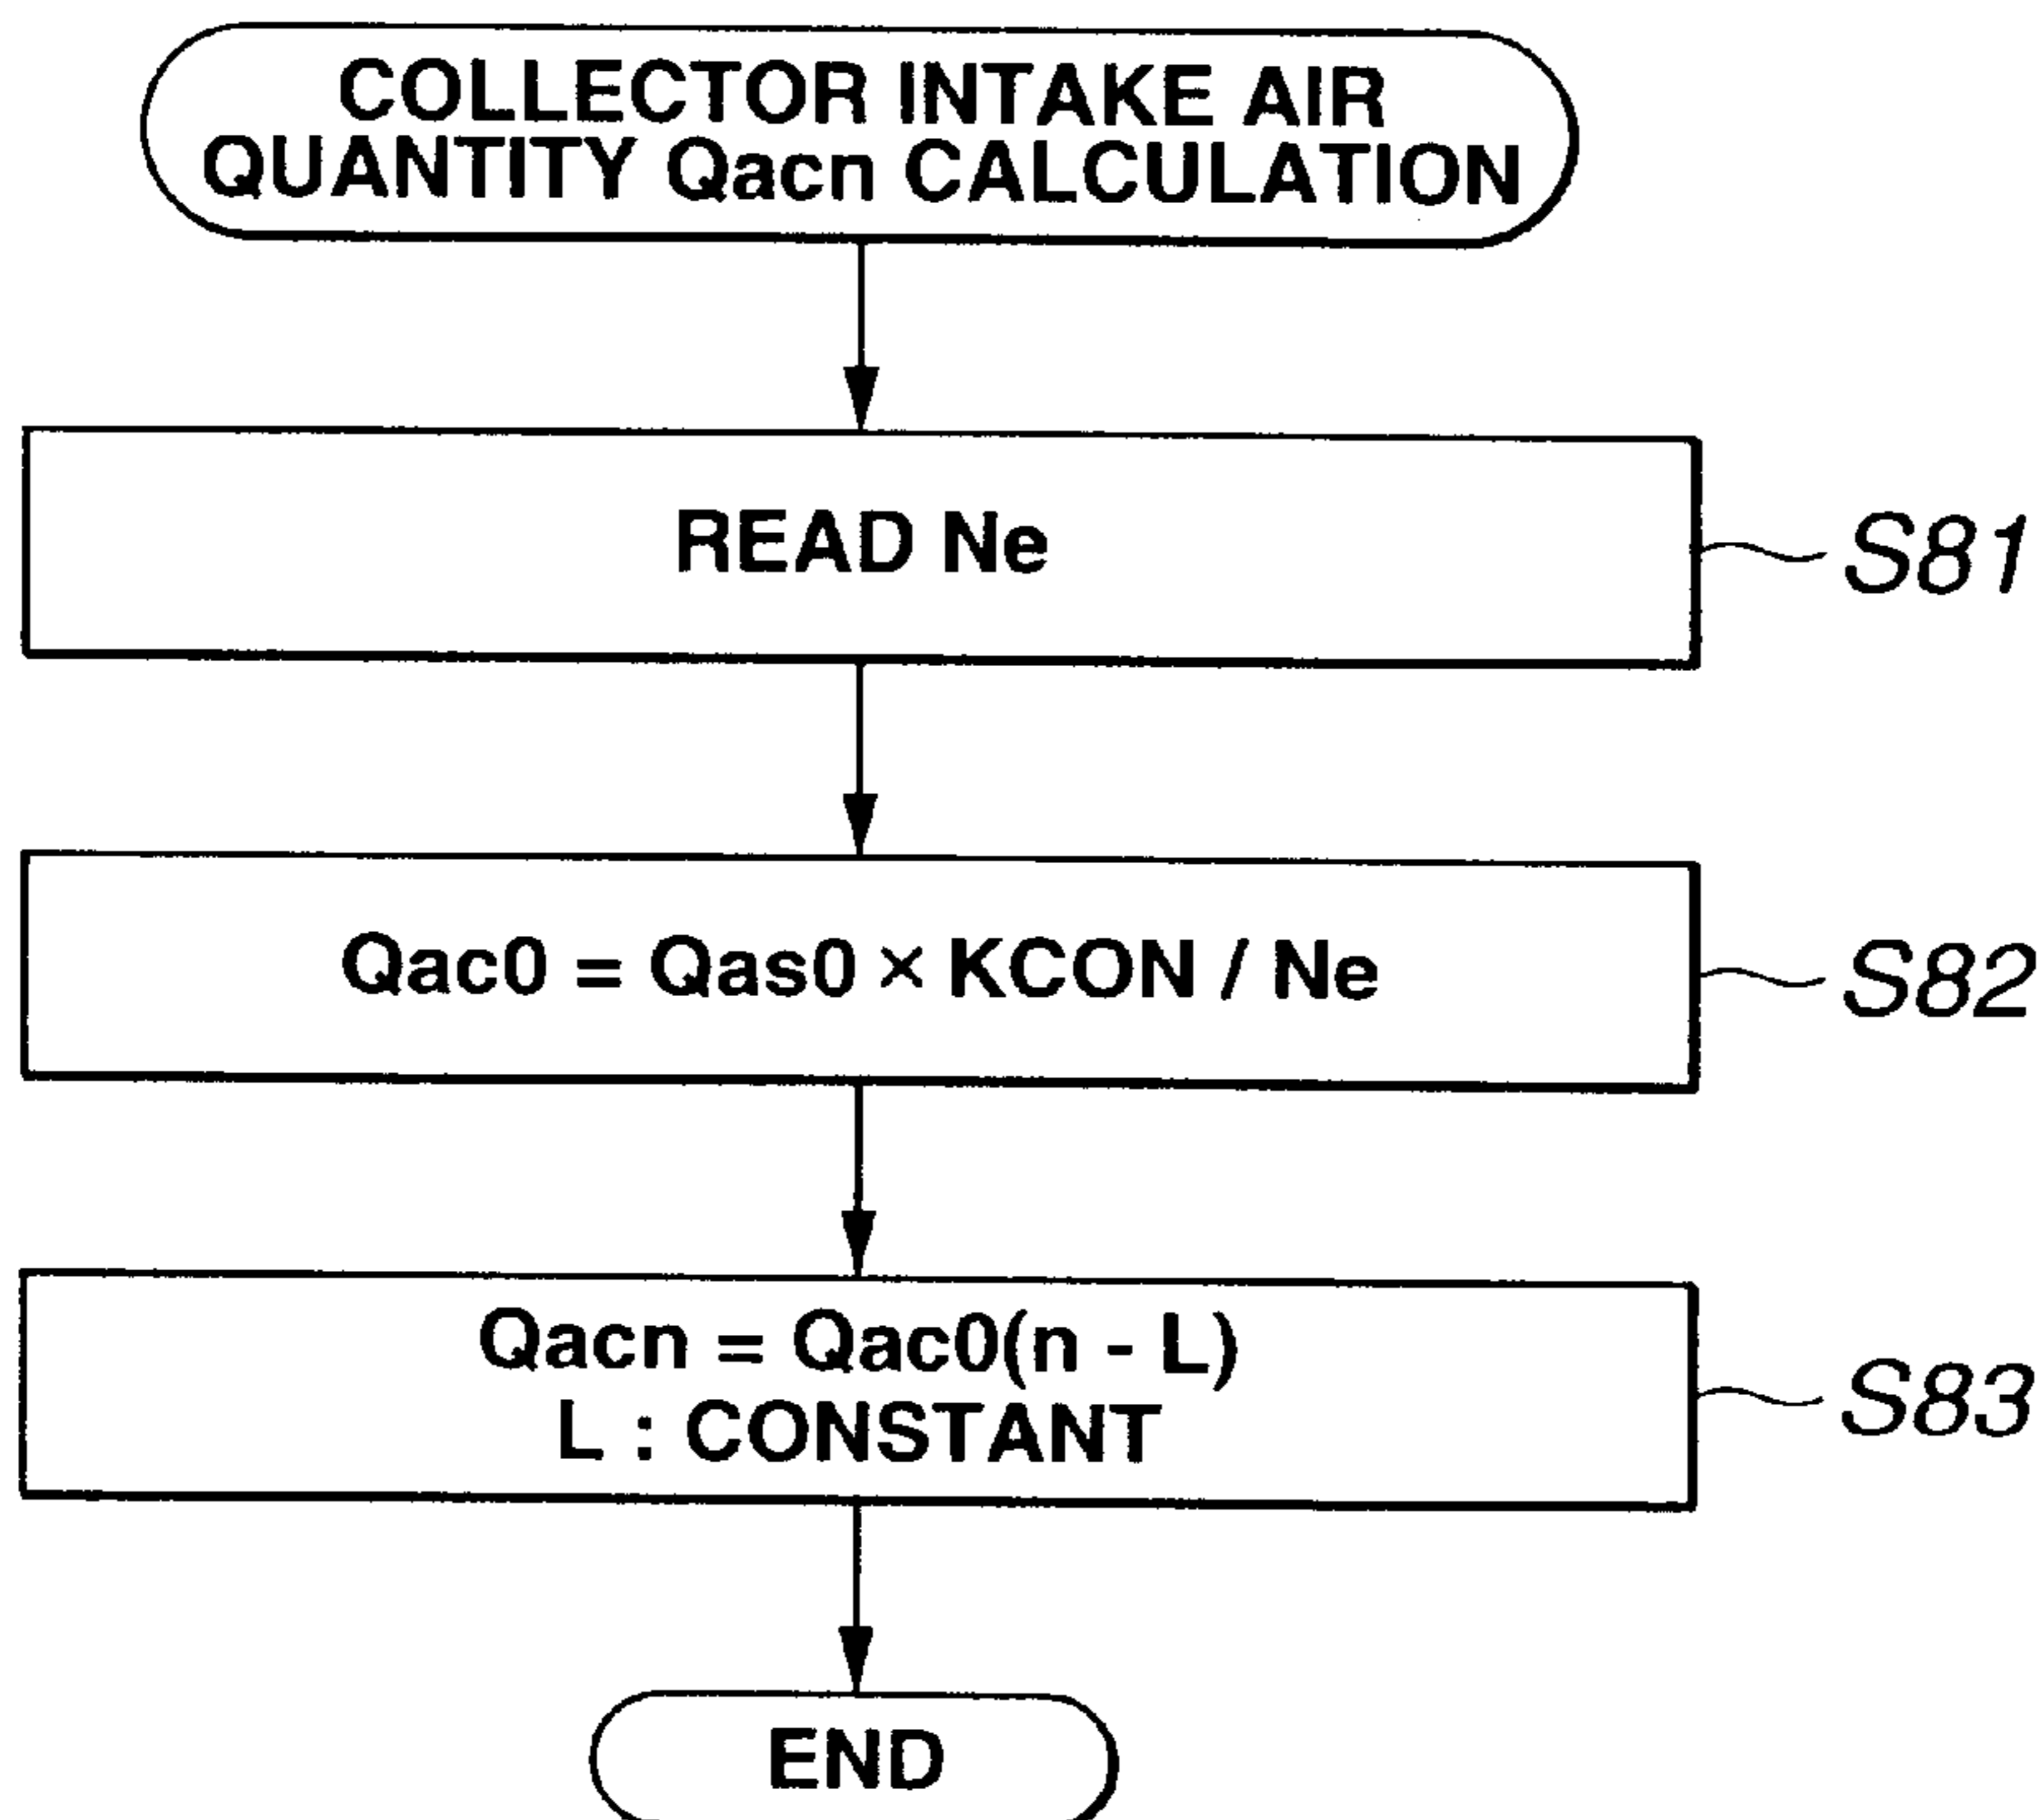 COLLECTOR INTAKE AIR
QUANTITY Qacn CALCULATION
READ Ne
S81
Qac0 = Qas0 × KCON / Ne
S82
Qacn = Qac0(n - L)
L : CONSTANT
S83
END